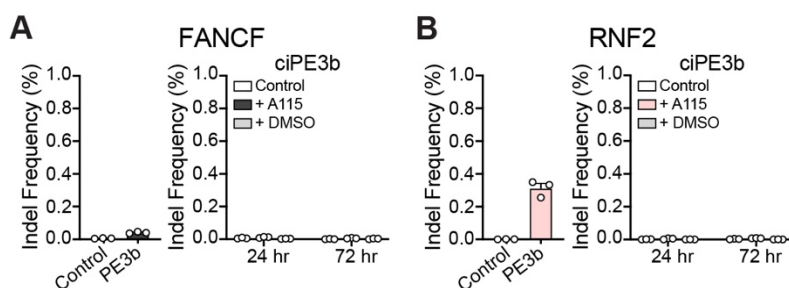 A
FANCF
Indel Frequency (%)
1.0
0.8
0.6
0.4
0.2
0.0
Control
PE3b
ciPE3b
Indel Frequency (%)
1.0
0.8
0.6
0.4
0.2
0.0
Control
+ A115
+ DMSO
24 hr
72 hr
B
RNF2
Indel Frequency (%)
1.0
0.8
0.6
0.4
0.2
0.0
Control
PE3b
ciPE3b
Indel Frequency (%)
1.0
0.8
0.6
0.4
0.2
0.0
Control
+ A115
+ DMSO
24 hr
72 hr